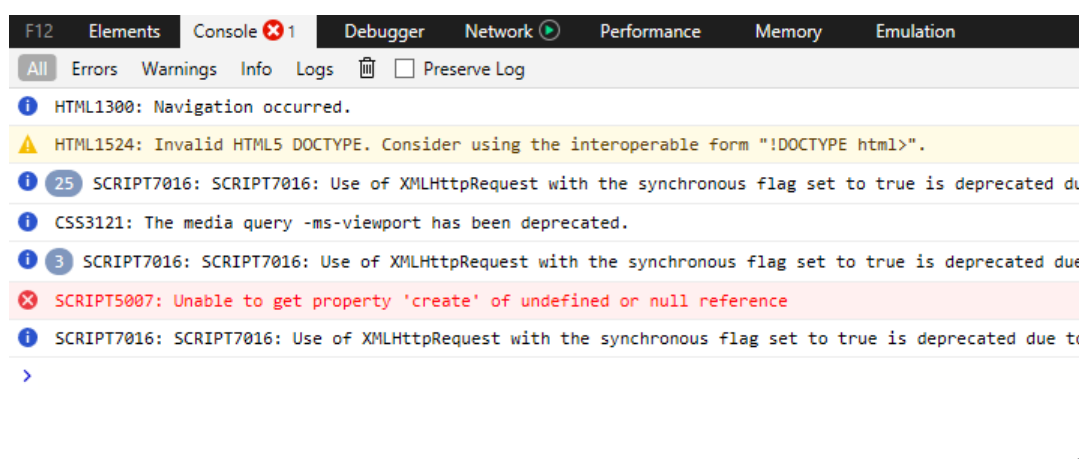 F12 Elements Console 1 Debugger Network Performance Memory Emulation
All Errors Warnings Info Logs Preserve Log
HTML1300: Navigation occurred.
HTML1524: Invalid HTML5 DOCTYPE. Consider using the interoperable form "!DOCTYPE html>".
25 SCRIPT7016: SCRIPT7016: Use of XMLHttpRequest with the synchronous flag set to true is deprecated
CSS3121: The media query -ms-viewport has been deprecated.
3 SCRIPT7016: SCRIPT7016: Use of XMLHttpRequest with the synchronous flag set to true is deprecated due
SCRIPT5007: Unable to get property 'create' of undefined or null reference
SCRIPT7016: SCRIPT7016: Use of XMLHttpRequest with the synchronous flag set to true is deprecated due to
>